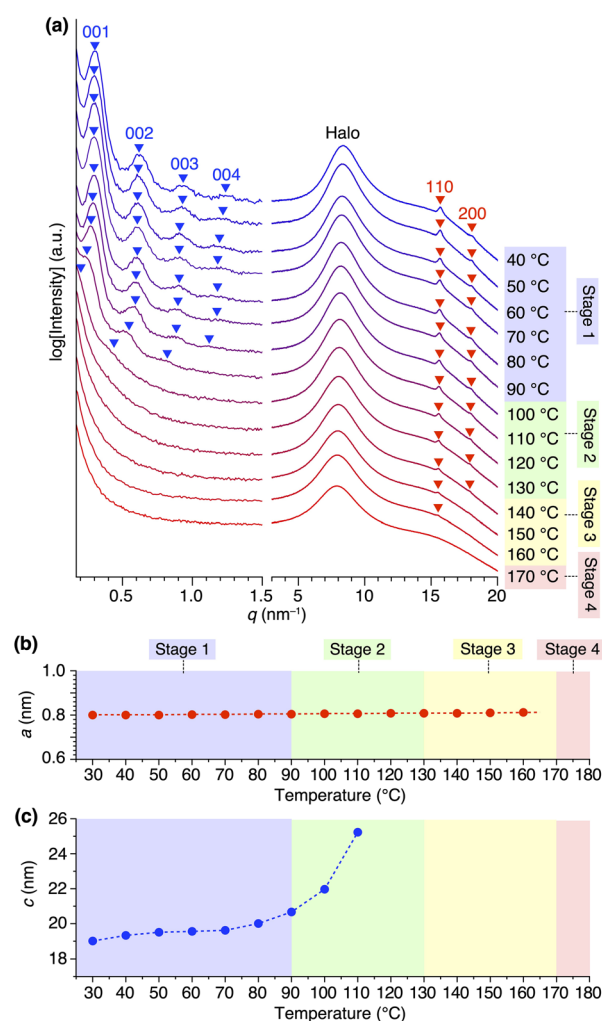 (a)
001
002
003
004
Halo
110
200
log[Intensity] (a.u.)
40 °C
50 °C
60 °C
70 °C
80 °C
90 °C
100 °C
110 °C
120 °C
130 °C
140 °C
150 °C
160 °C
170 °C
Stage 1
Stage 2
Stage 3
Stage 4
0.5 1.0 1.5 5 10 15 20
q (nm⁻¹)
(b)
Stage 1 Stage 2 Stage 3 Stage 4
a (nm)
1.0
0.8
0.6
30 40 50 60 70 80 90 100 110 120 130 140 150 160 170 180
Temperature (°C)
(c)
c (nm)
26
24
22
20
18
30 40 50 60 70 80 90 100 110 120 130 140 150 160 170 180
Temperature (°C)